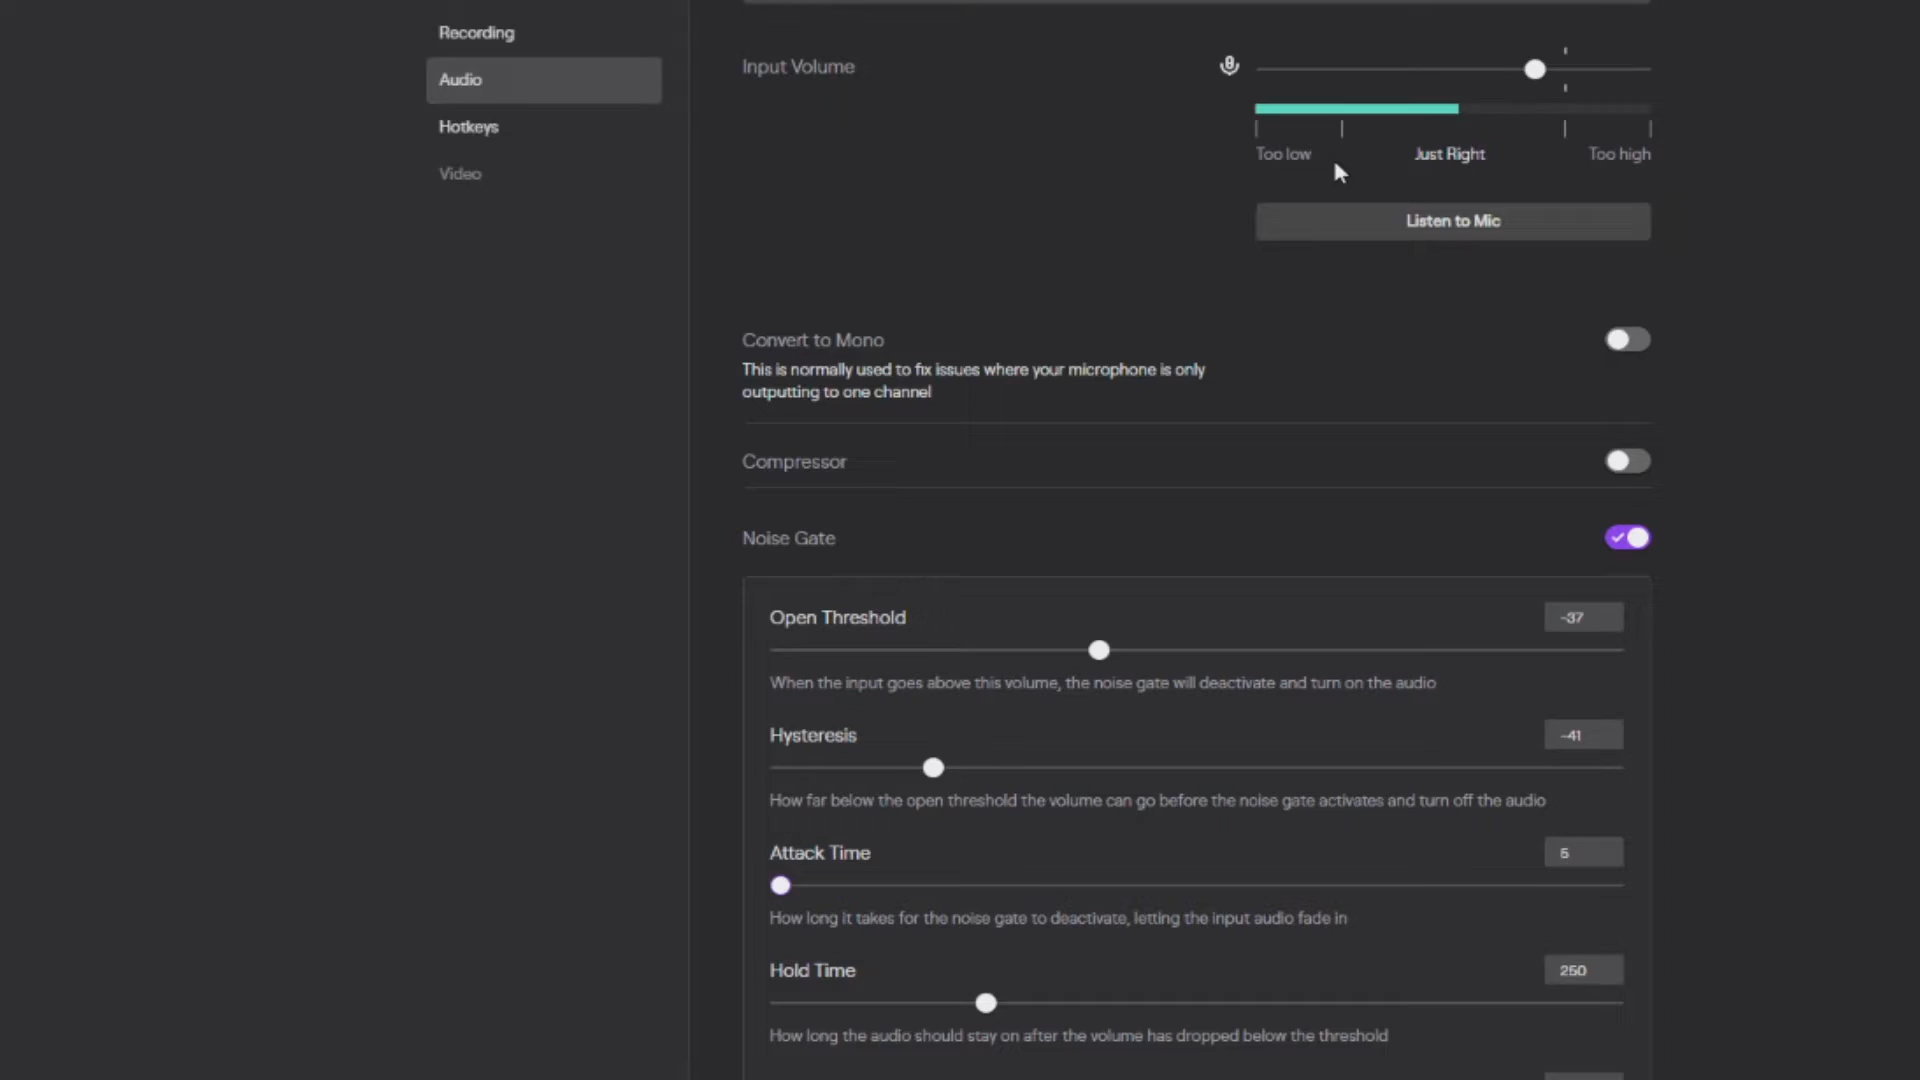 Recording
Audio
Hotkeys
Video
Input Volume
Too low
Just Right
Too high
Listen to Mic
Convert to Mono
This is normally used to fix issues where your microphone is only
outputting to one channel
Compressor
Noise Gate
Open Threshold
-37
When the input goes above this volume, the noise gate will deactivate and turn on the audio
Hysteresis
-41
How far below the open threshold the volume can go before the noise gate activates and turn off the audio
Attack Time
5
How long it takes for the noise gate to deactivate, letting the input audio fade in
Hold Time
250
How long the audio should stay on after the volume has dropped below the threshold